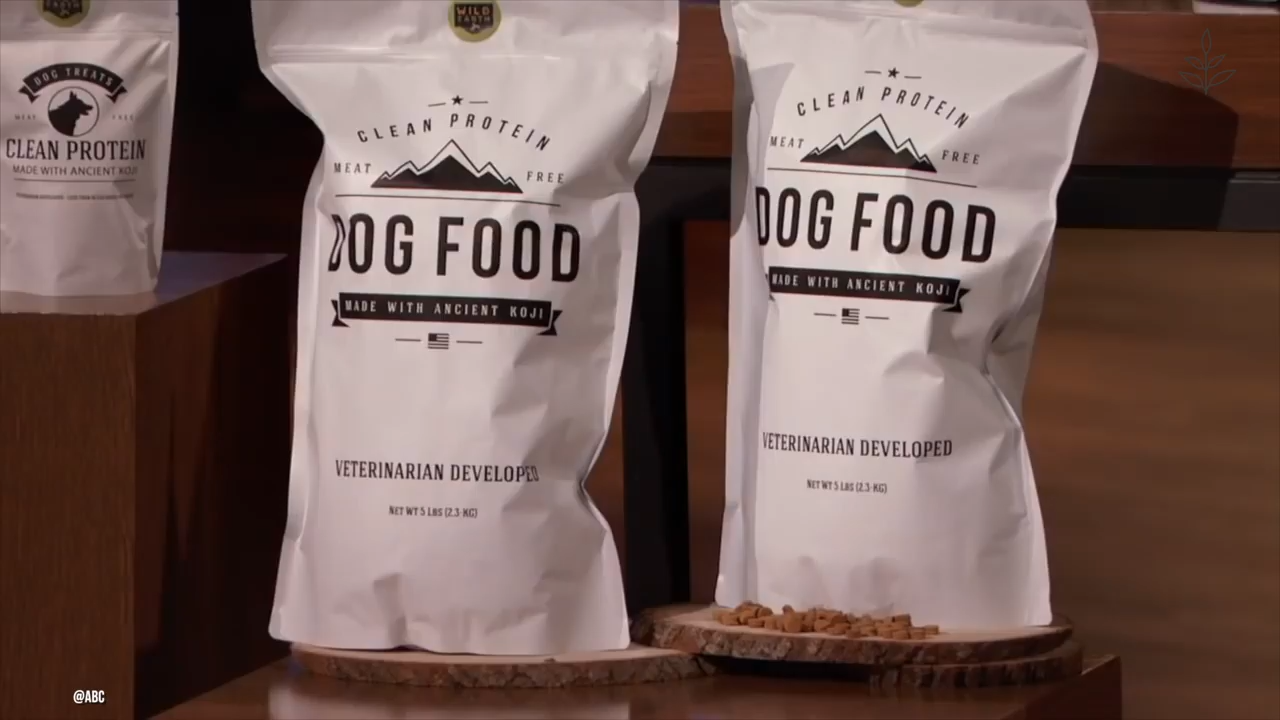 DOG TREATS
MEAT FREE
CLEAN PROTEIN
MADE WITH ANCIENT KOJI
WILD
EARTH
CLEAN PROTEIN
MEAT FREE
DOG FOOD
MADE WITH ANCIENT KOJI
VETERINARIAN DEVELOPED
NET WT 5 LBS (2.3-KG)
CLEAN PROTEIN
MEAT FREE
DOG FOOD
MADE WITH ANCIENT KOJI
VETERINARIAN DEVELOPED
NET WT 5 LBS (2.3-KG)
@ABC